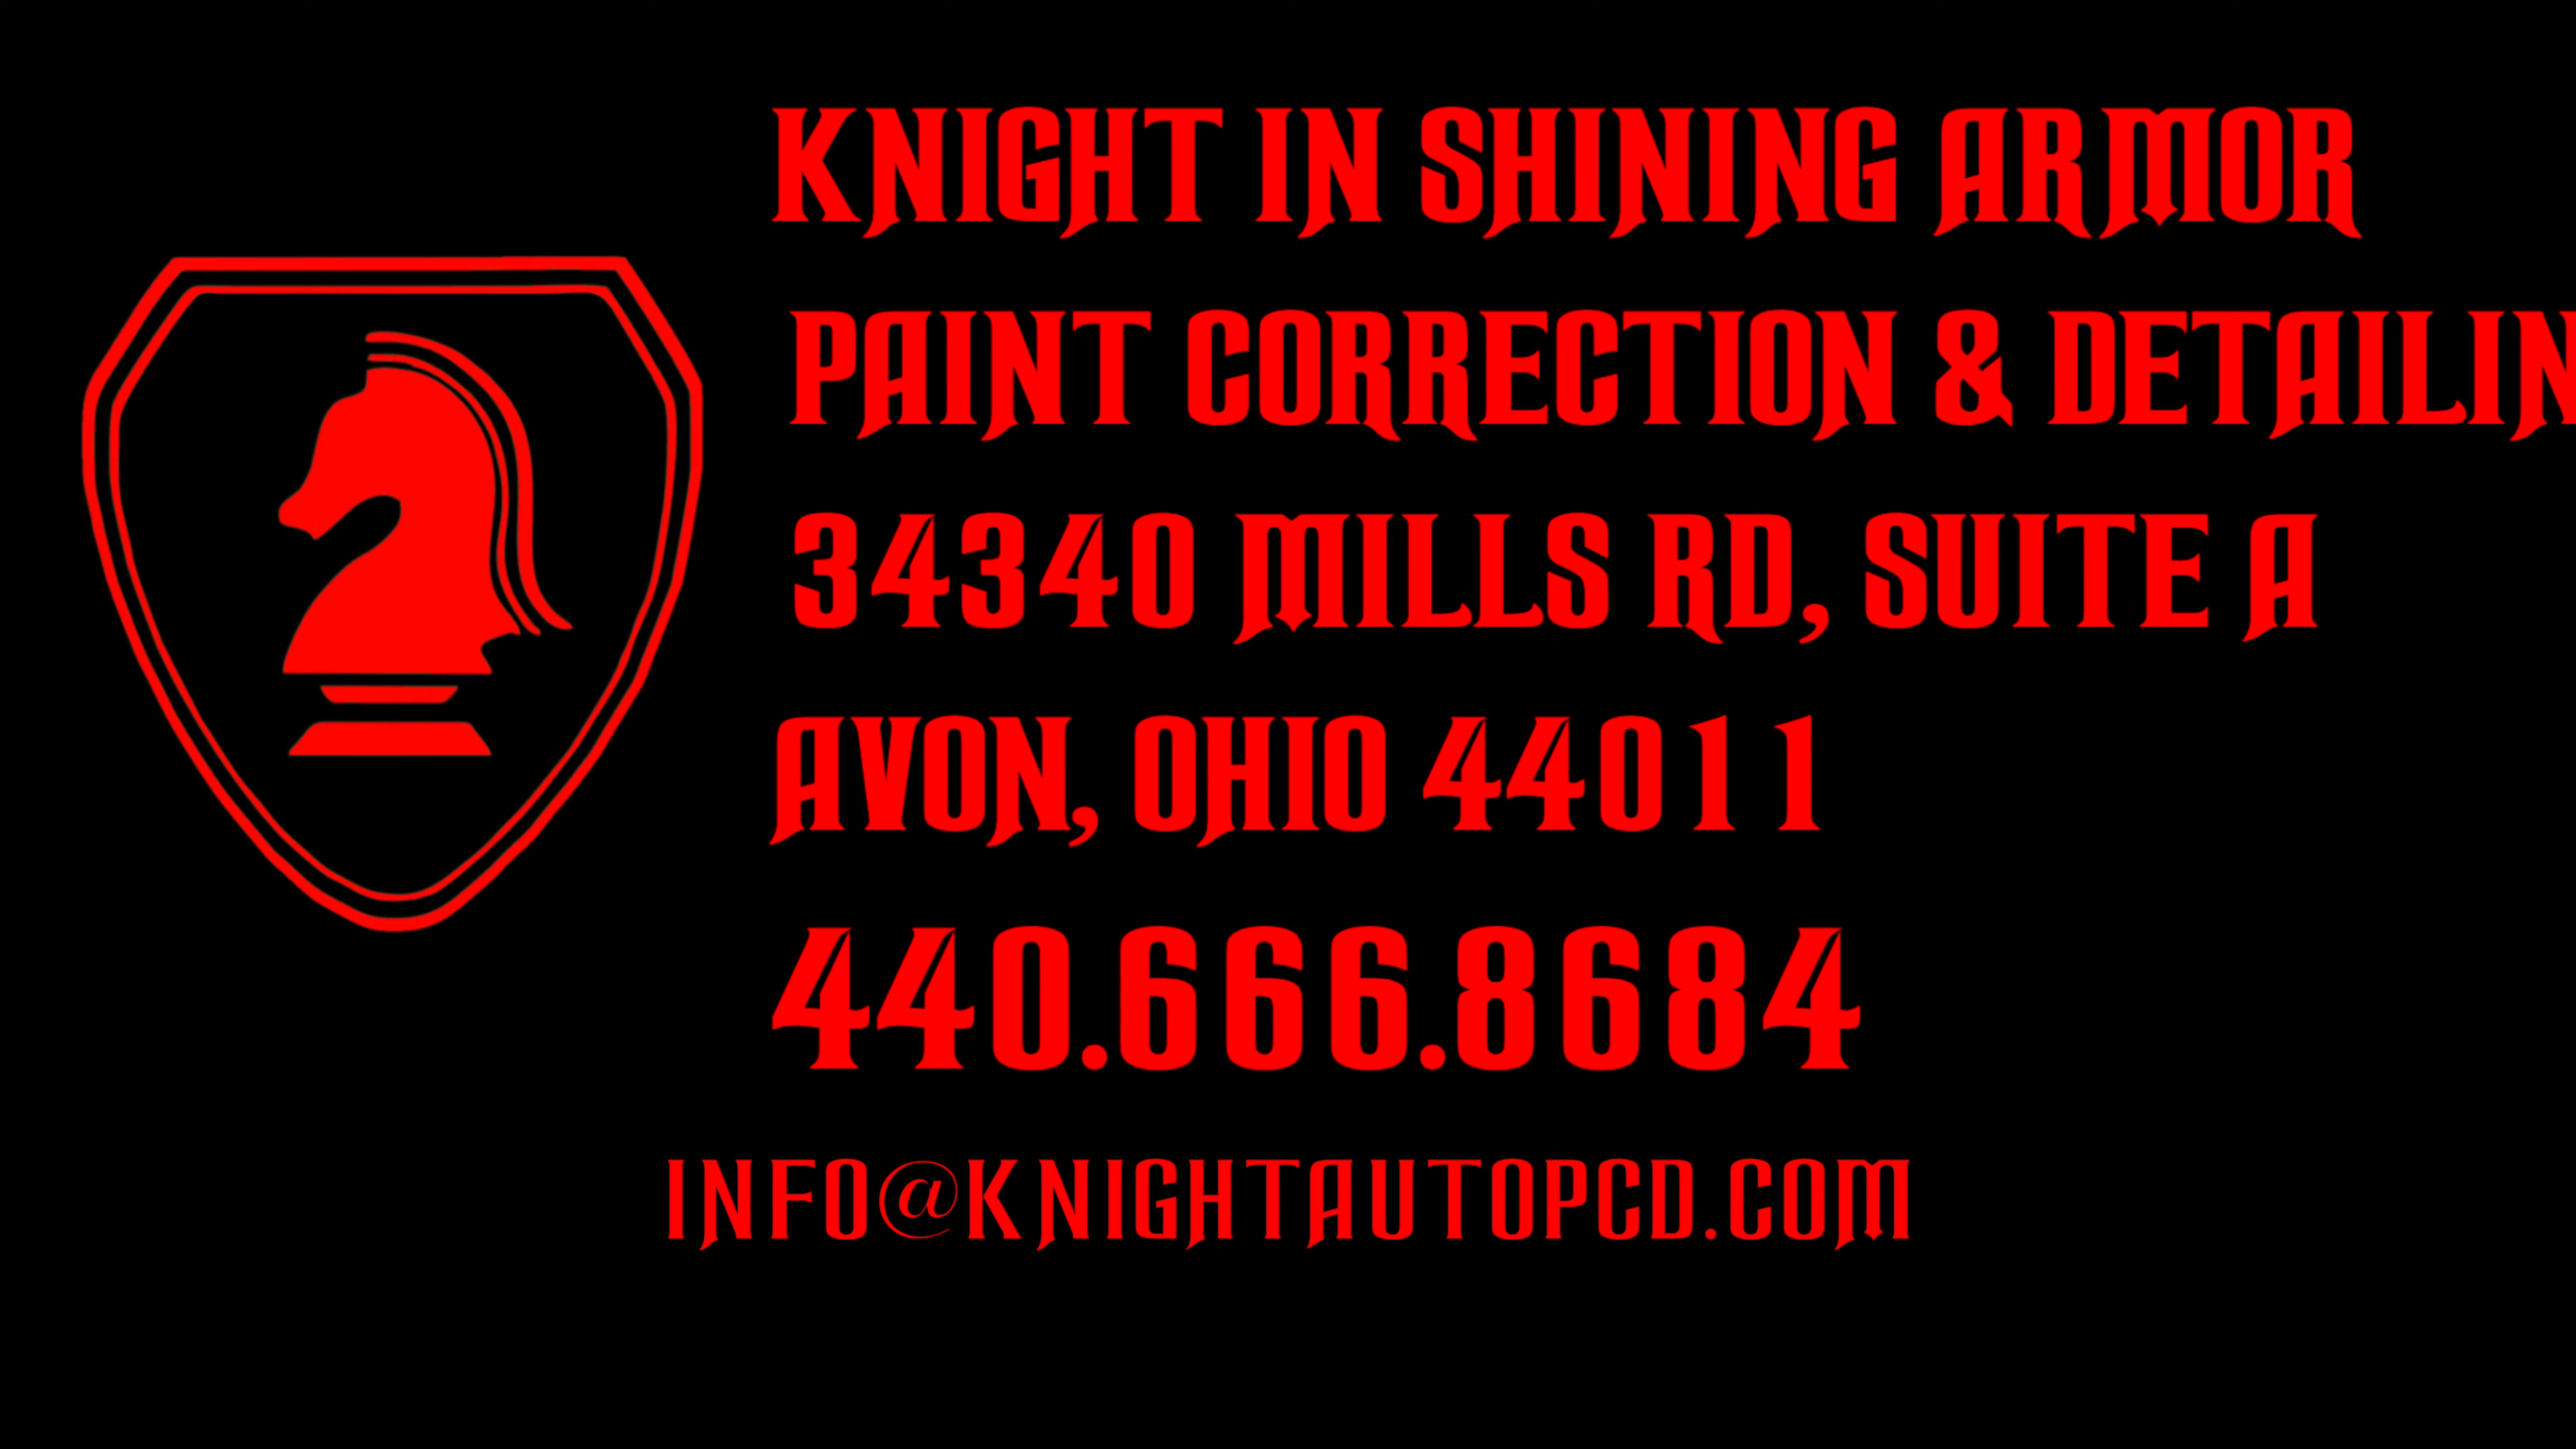 KNIGHT IN SHINING ARMOR
PAINT CORRECTION & DETAILIN
34340 MILLS RD, SUITE A
AVON, OHIO 44011
440.666.8684
INFO@KNIGHTAUTOPCD.COM